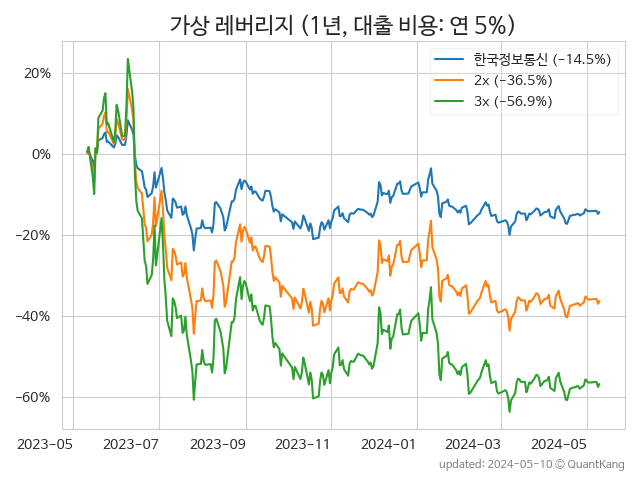 가상 레버리지 (1년, 대출 비용: 연 5%)
한국정보통신 (-14.5%)
2x (-36.5%)
3x (-56.9%)
20%
0%
−20%
−40%
−60%
2023-05 2023-07 2023-09 2023-11 2024-01 2024-03 2024-05
updated: 2024-05-10 © QuantKang